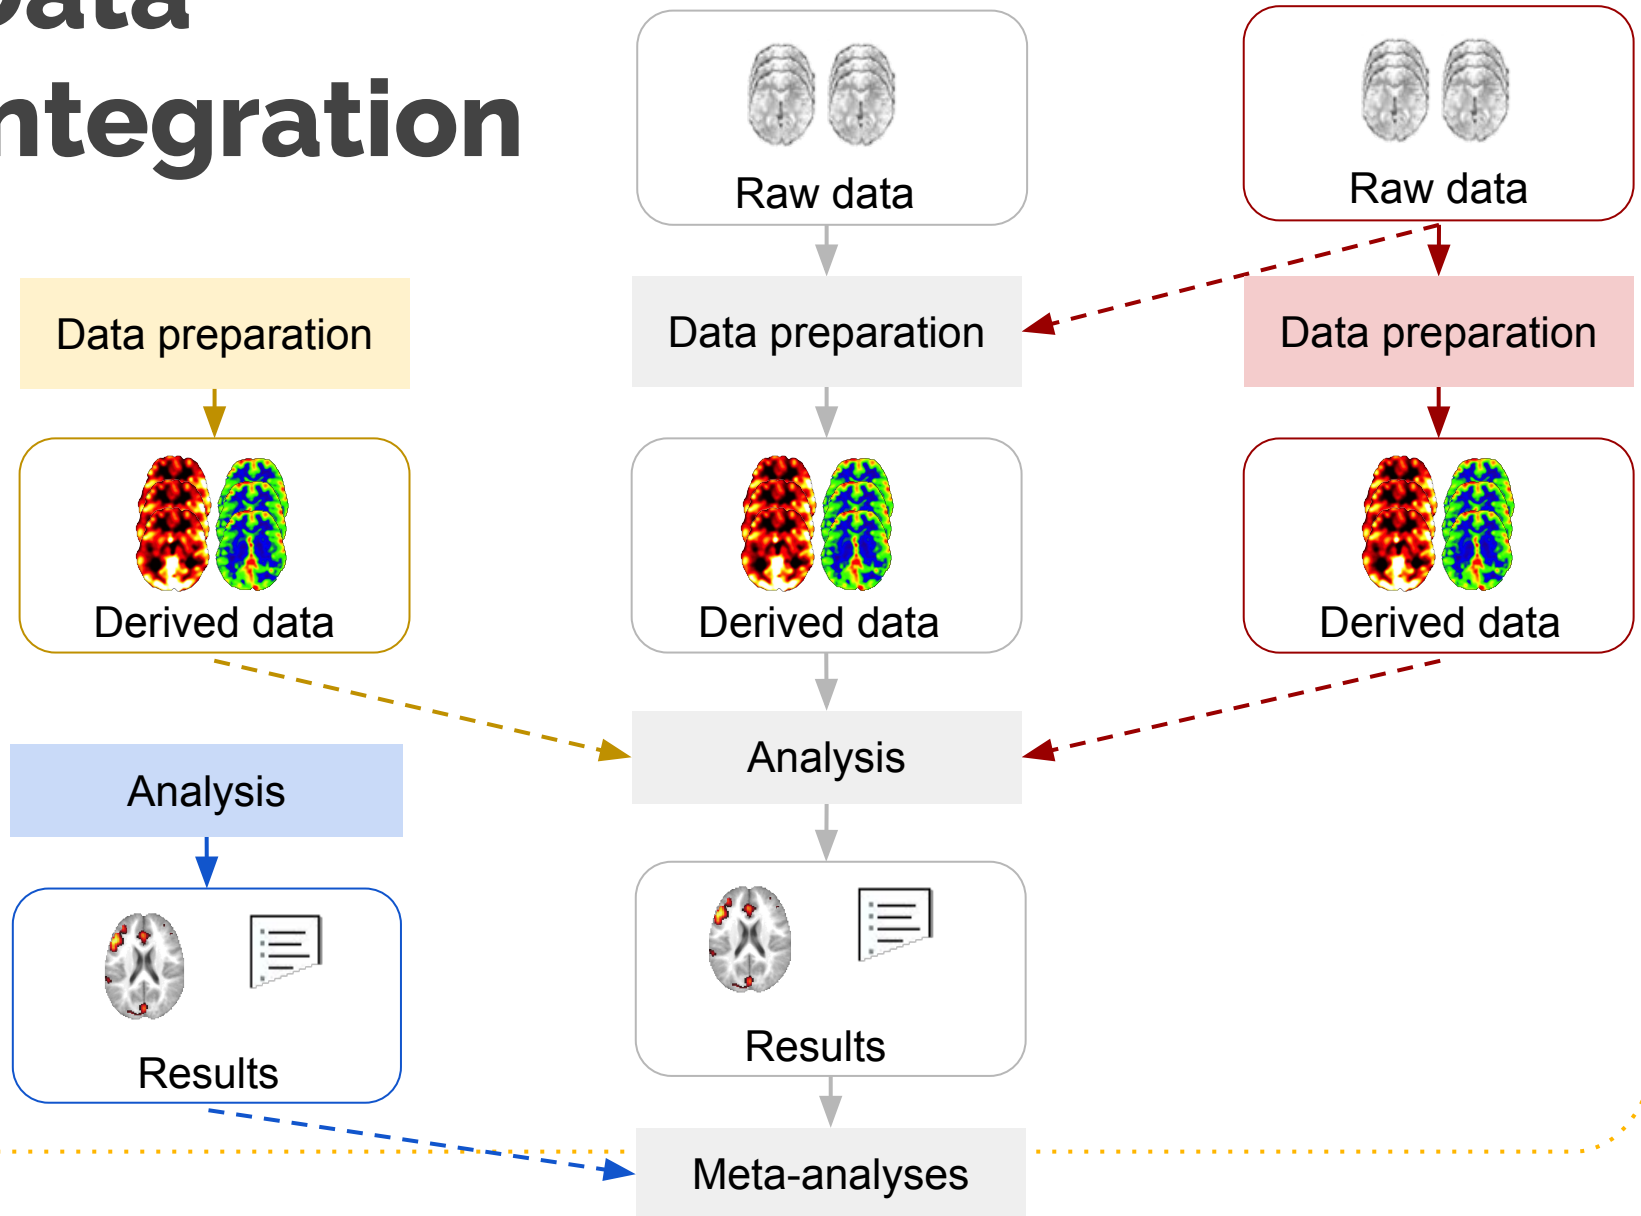 ntegration
Raw data
Raw data
Data preparation
Data preparation
Data preparation
Derived data
Derived data
Derived data
Analysis
Analysis
Results
Results
Meta-analyses